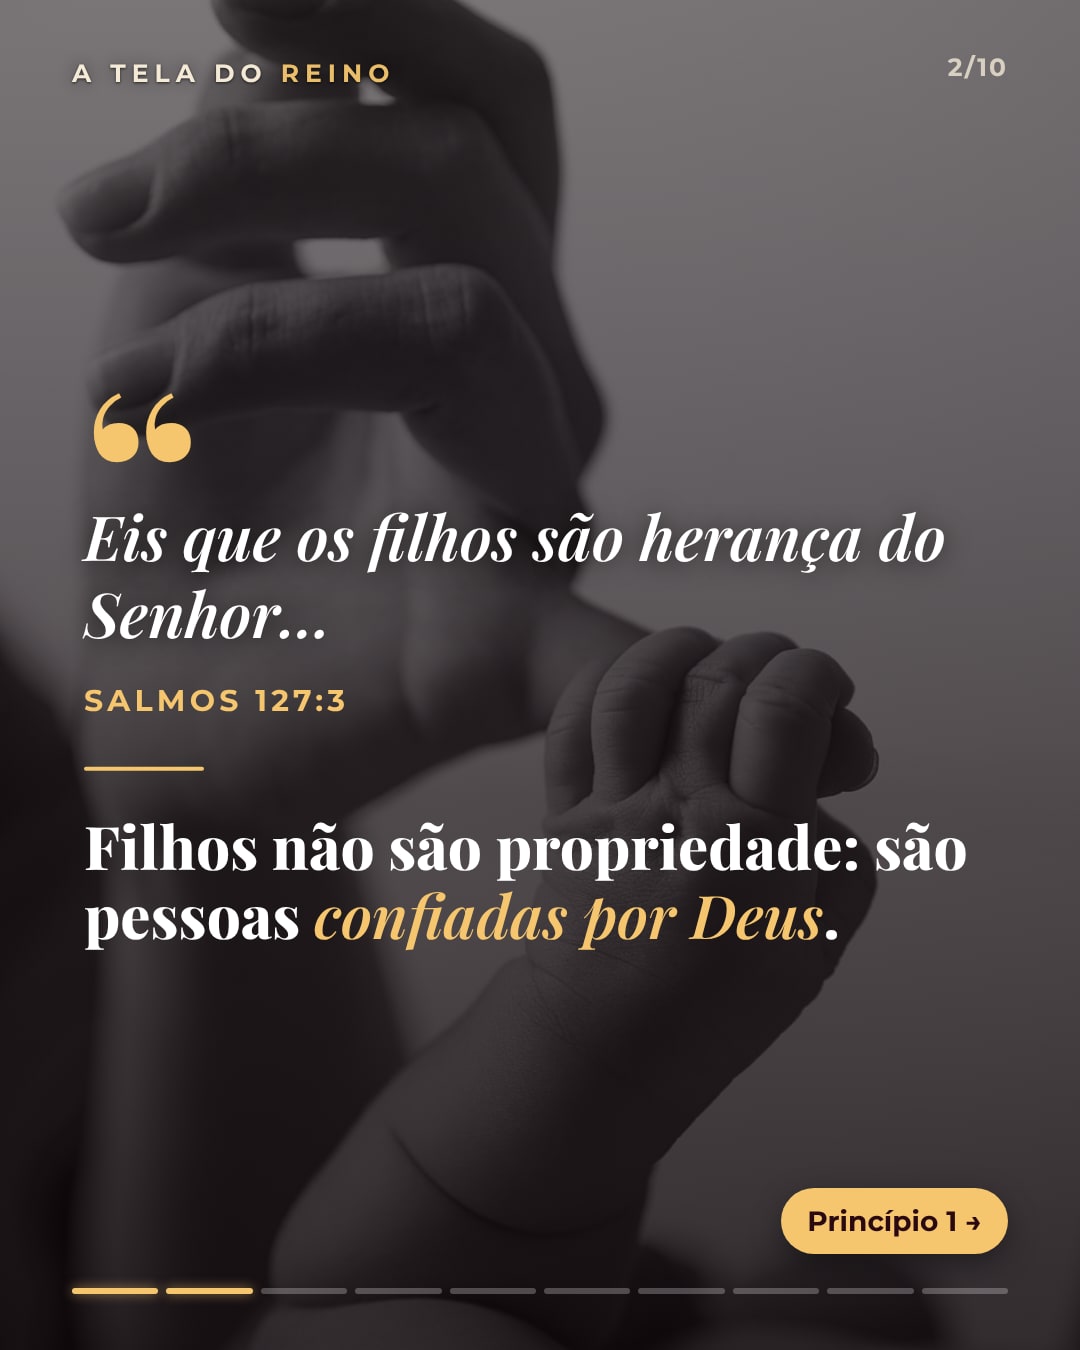 A TELA DO REINO
2/10
“
Eis que os filhos são herança do
Senhor...
SALMOS 127:3
Filhos não são propriedade: são
pessoas confiadas por Deus.
Princípio 1 →